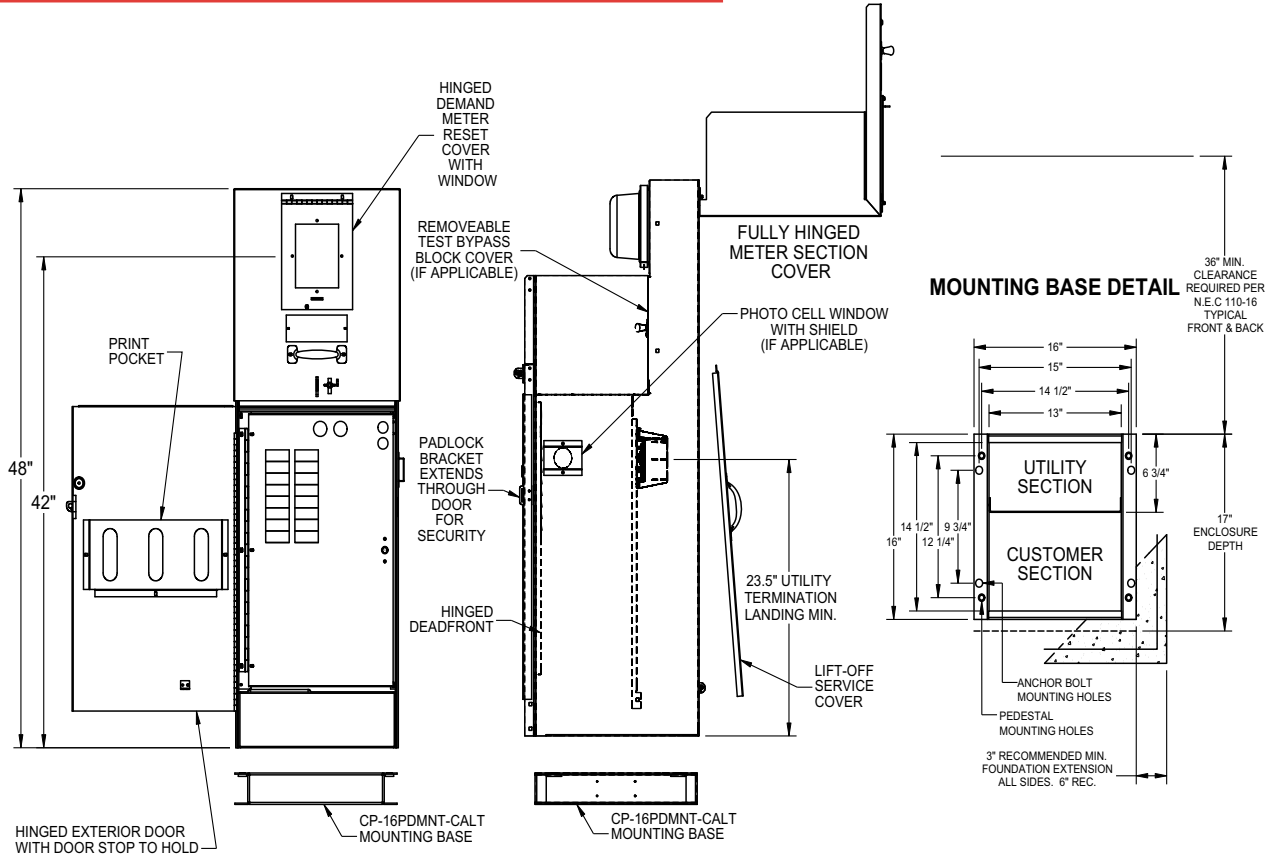 HINGED
DEMAND
METER
RESET
COVER
WITH
WINDOW
REMOVEABLE
TEST BYPASS
BLOCK COVER
(IF APPLICABLE)
FULLY HINGED
METER SECTION
COVER
PHOTO CELL WINDOW
WITH SHIELD
(IF APPLICABLE)
PRINT
POCKET
48"
42"
PADLOCK
BRACKET
EXTENDS
THROUGH
DOOR
FOR
SECURITY
HINGED
DEADFRONT
23.5" UTILITY
TERMINATION
LANDING MIN.
LIFT-OFF
SERVICE
COVER
HINGED EXTERIOR DOOR
WITH DOOR STOP TO HOLD
CP-16PDMNT-CALT
MOUNTING BASE
CP-16PDMNT-CALT
MOUNTING BASE
MOUNTING BASE DETAIL
36" MIN.
CLEARANCE
REQUIRED PER
N.E.C 110-16
TYPICAL
FRONT & BACK
16"
15"
14 1/2"
13"
UTILITY
SECTION
6 3/4"
CUSTOMER
SECTION
16"
14 1/2"
12 1/4"
9 3/4"
17"
ENCLOSURE
DEPTH
ANCHOR BOLT
MOUNTING HOLES
PEDESTAL
MOUNTING HOLES
3" RECOMMENDED MIN.
FOUNDATION EXTENSION
ALL SIDES. 6" REC.